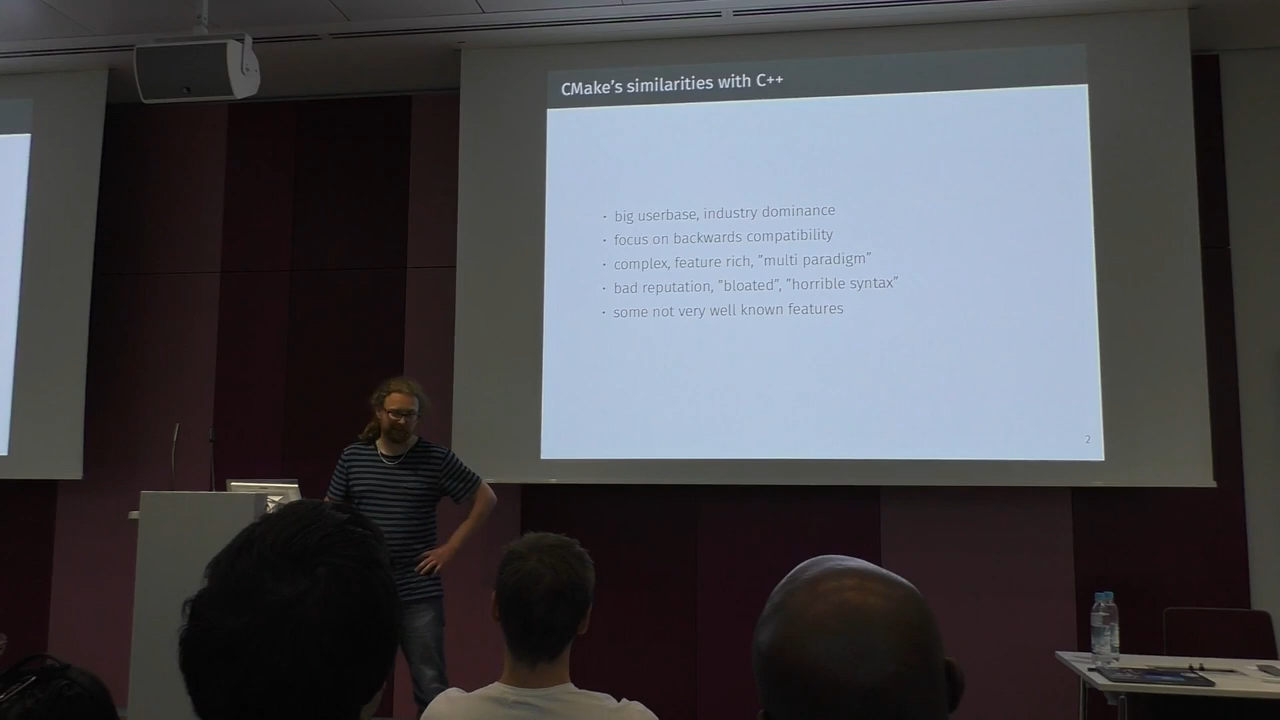 CMake’s similarities with C++
· big userbase, industry dominance
· focus on backwards compatibility
· complex, feature rich, ”multi paradigm”
· bad reputation, ”bloated”, ”horrible syntax”
· some not very well known features
2